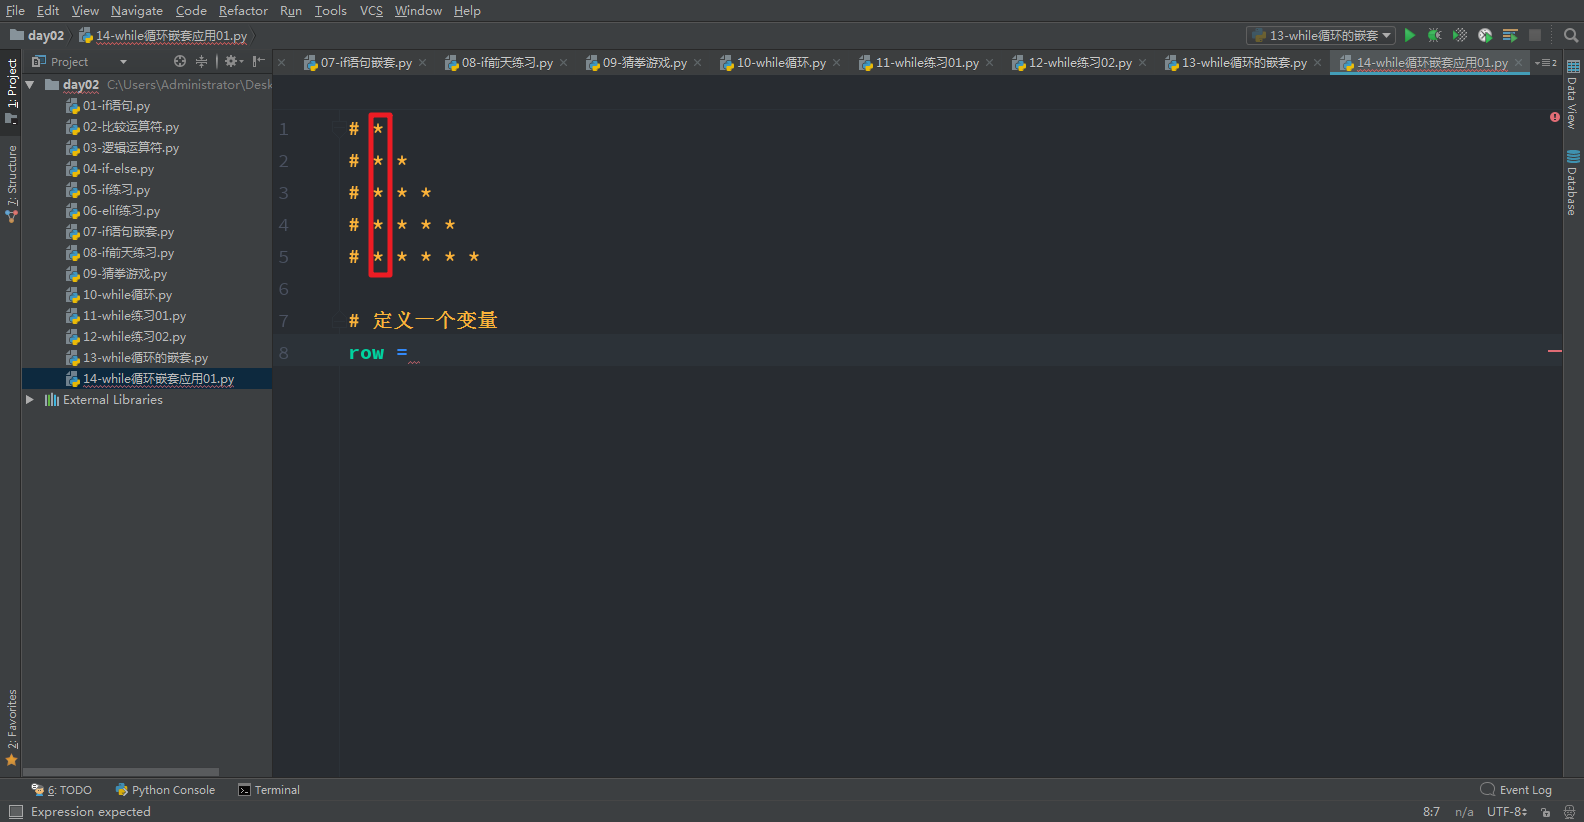 File Edit View Navigate Code Refactor Run Tools VCS Window Help
day02 14-while循环嵌套应用01.py 13-while循环的嵌套
Project
07-if语句嵌套.py 08-if前天练习.py 09-猜拳游戏.py 10-while循环.py 11-while练习01.py 12-while练习02.py 13-while循环的嵌套.py 14-while循环嵌套应用01.py 2
day02 C:\Users\Administrator\Desk
01-if语句.py
02-比较运算符.py
03-逻辑运算符.py
04-if-else.py
05-if练习.py
06-elif练习.py
07-if语句嵌套.py
08-if前天练习.py
09-猜拳游戏.py
10-while循环.py
11-while练习01.py
12-while练习02.py
13-while循环的嵌套.py
14-while循环嵌套应用01.py
External Libraries
1: Project
7: Structure
2: Favorites
1 # *
2 # * *
3 # * * *
4 # * * * *
5 # * * * * *
6
7 # 定义一个变量
8 row =
Data View
Database
6: TODO Python Console Terminal Event Log
Expression expected 8:7 n/a UTF-8